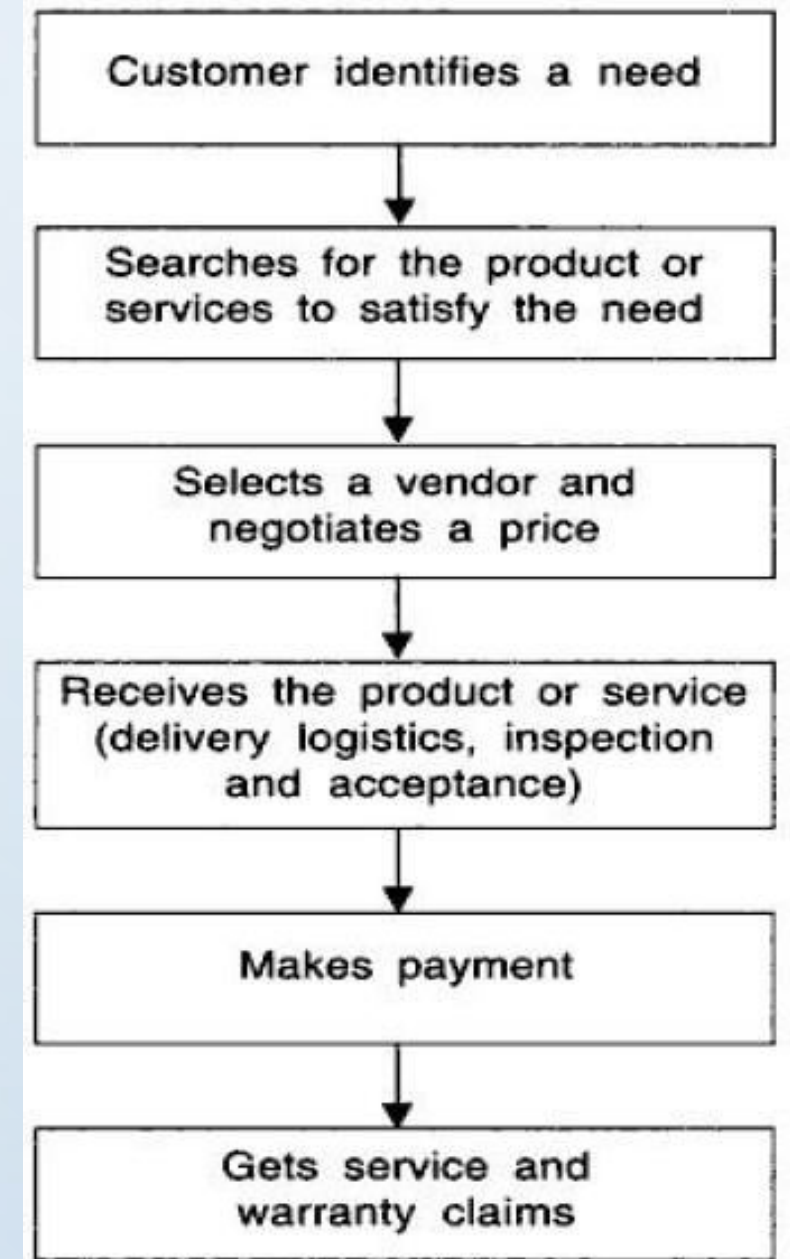 Customer identifies a need
Searches for the product or
services to satisfy the need
Selects a vendor and
negotiates a price
Receives the product or service
(delivery logistics, inspection
and acceptance)
Makes payment
Gets service and
warranty claims